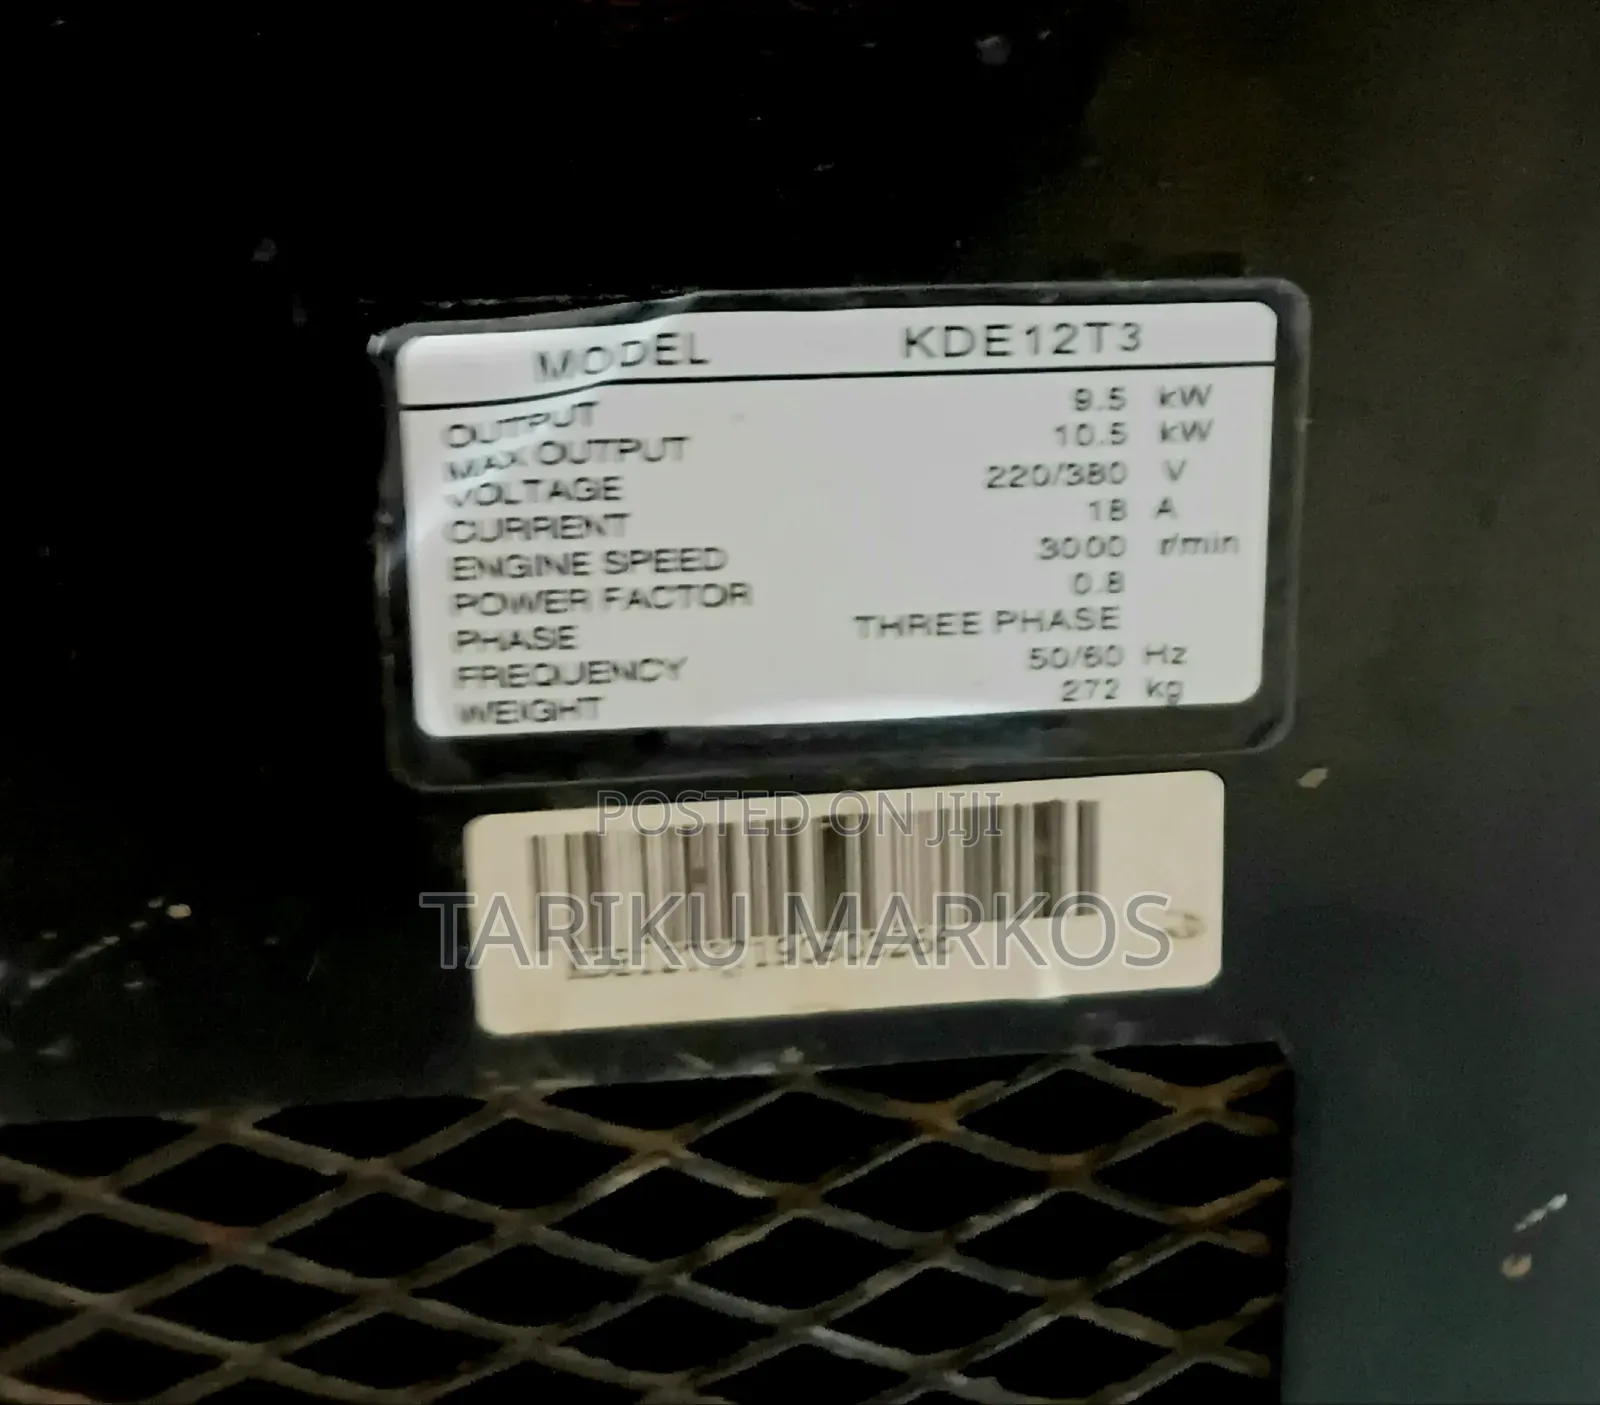 MODEL KDE12T3
OUTPUT 9.5 kW
MAX OUTPUT 10.5 kW
VOLTAGE 220/380 V
CURRENT 18 A
ENGINE SPEED 3000 r/min
POWER FACTOR 0.8
PHASE THREE PHASE
FREQUENCY 50/60 Hz
WEIGHT 272 kg
POSTED ON JIJI
TARIKU MARKOS